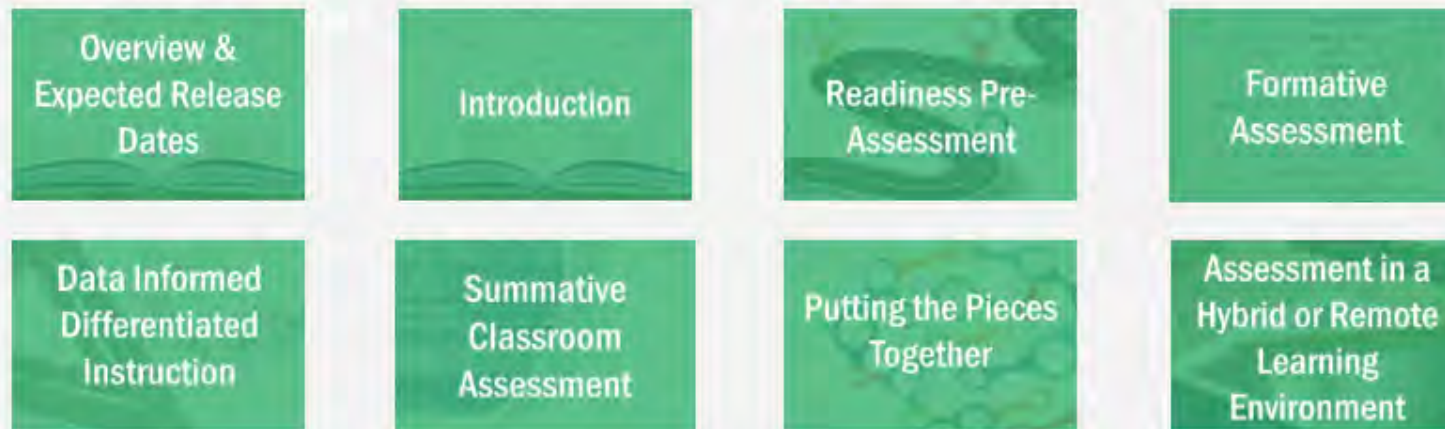 Overview &
Expected Release
Dates
Introduction
Readiness Pre-
Assessment
Formative
Assessment
Data Informed
Differentiated
Instruction
Summative
Classroom
Assessment
Putting the Pieces
Together
Assessment in a
Hybrid or Remote
Learning
Environment